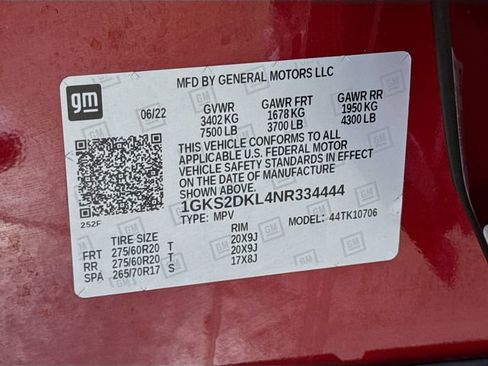 MFD BY GENERAL MOTORS LLC
gm
06/22 GVWR GAWR FRT GAWR RR
3402 KG 1678 KG 1950 KG
7500 LB 3700 LB 4300 LB
THIS VEHICLE CONFORMS TO ALL
APPLICABLE U.S. FEDERAL MOTOR
VEHICLE SAFETY STANDARDS IN EFFECT ON
THE DATE OF MANUFACTURE
SHOWN ABOVE.
1GKS2DKL4NR334444
252F TYPE: MPV MODEL: 44TK10706
TIRE SIZE RIM
FRT 275/60R20 T 20X9J
RR 275/60R20 T 20X9J
SPA 265/70R17 S 17X8J